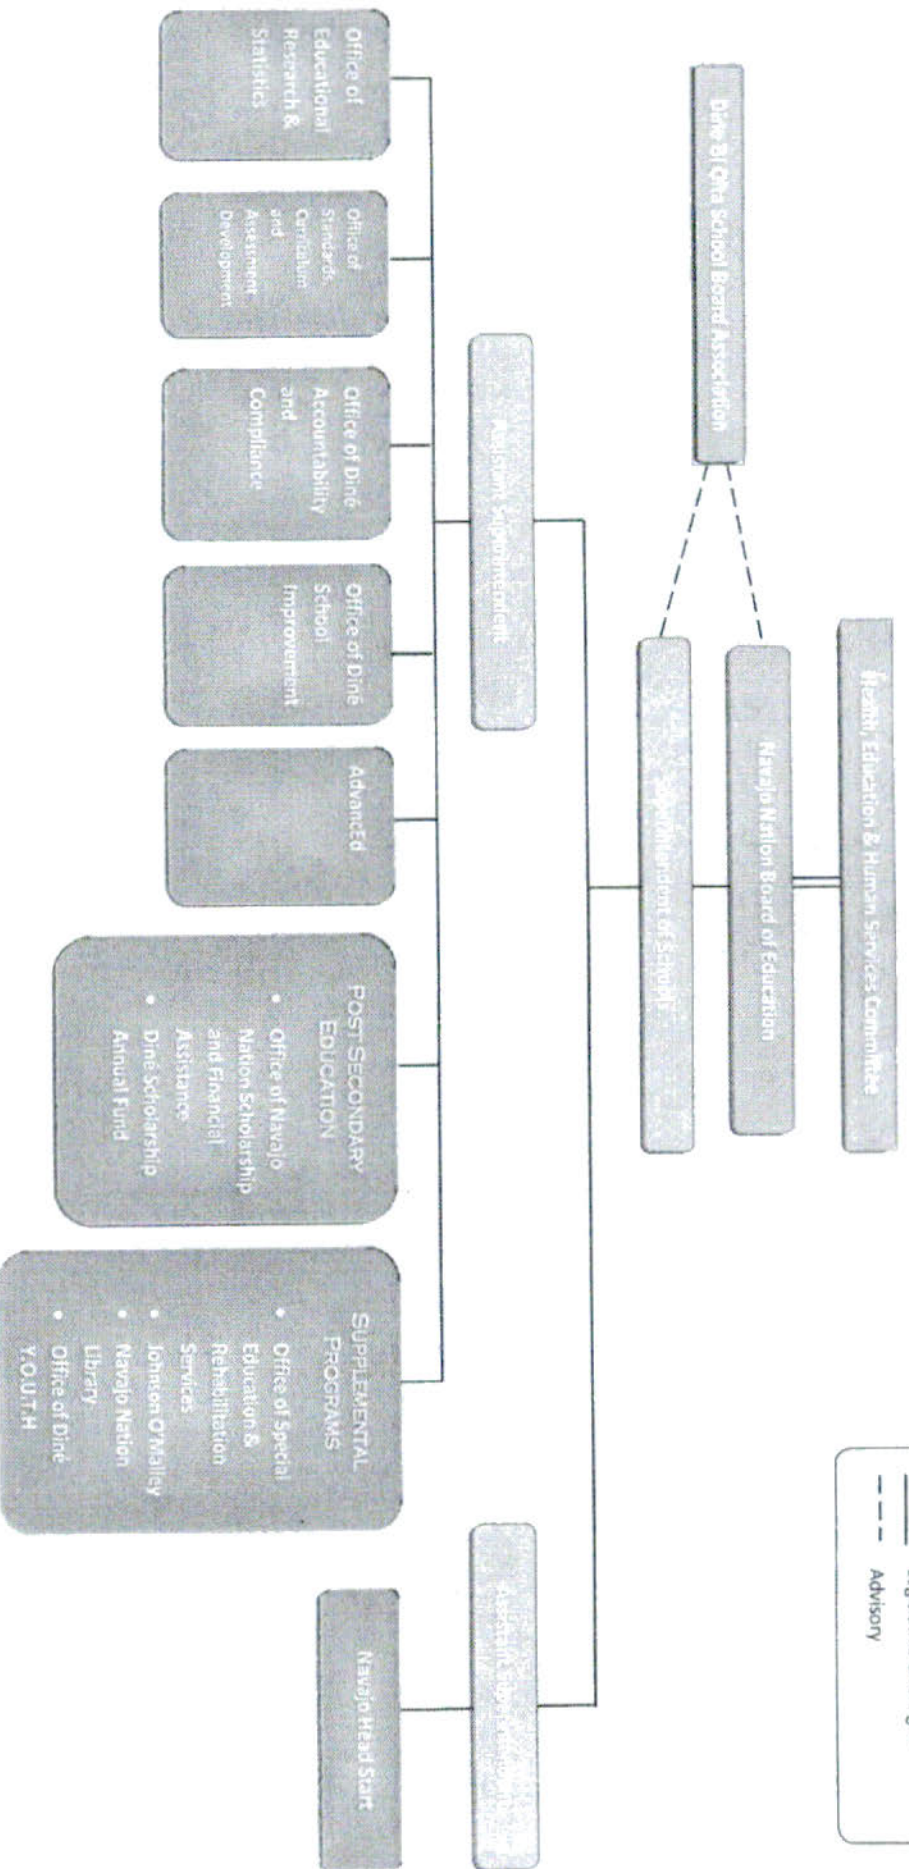 Advisory
Health, Education & Human Services Committee
Navajo Nation Board of Education
Dine Bi Olta School Board Association
of School
Assistant Superintendent
Assistant
Office of
Educational
Research &
Statistics
Office of
Standards,
Curriculum
and
Assessment
Development
Office of Diné
Accountability
and
Compliance
Office of Diné
School
Improvement
AdvancEd
POST SECONDARY
EDUCATION
• Office of Navajo
Nation Scholarship
and Financial
Assistance
• Diné Scholarship
Annual Fund
SUPPLEMENTAL
PROGRAMS
• Office of Special
Education &
Rehabilitation
Services
• Johnson O'Malley
• Navajo Nation
Library
• Office of Diné
Y.O.U.T.H
Navajo Head Start